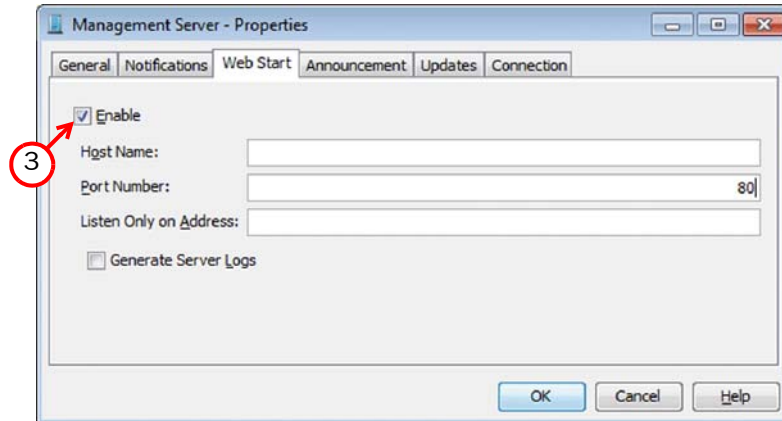 Management Server - Properties
General Notifications Web Start Announcement Updates Connection
Enable
3
Host Name:
Port Number: 80
Listen Only on Address:
Generate Server Logs
OK Cancel Help